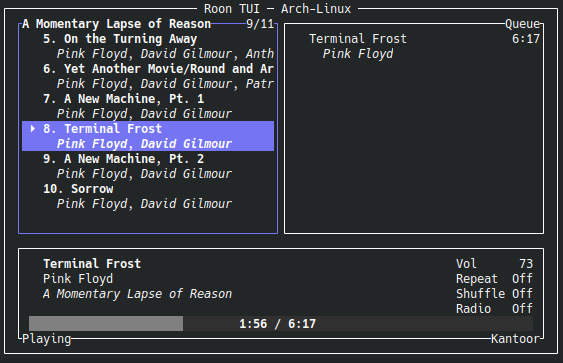 Roon TUI – Arch-Linux
A Momentary Lapse of Reason 9/11
5. On the Turning Away
Pink Floyd, David Gilmour, Anth
6. Yet Another Movie/Round and Ar
Pink Floyd, David Gilmour, Patr
7. A New Machine, Pt. 1
Pink Floyd, David Gilmour
8. Terminal Frost
Pink Floyd, David Gilmour
9. A New Machine, Pt. 2
Pink Floyd, David Gilmour
10. Sorrow
Pink Floyd, David Gilmour
Queue
Terminal Frost 6:17
Pink Floyd
Terminal Frost Vol 73
Pink Floyd Repeat Off
A Momentary Lapse of Reason Shuffle Off
Radio Off
1:56 / 6:17
Playing Kantoor